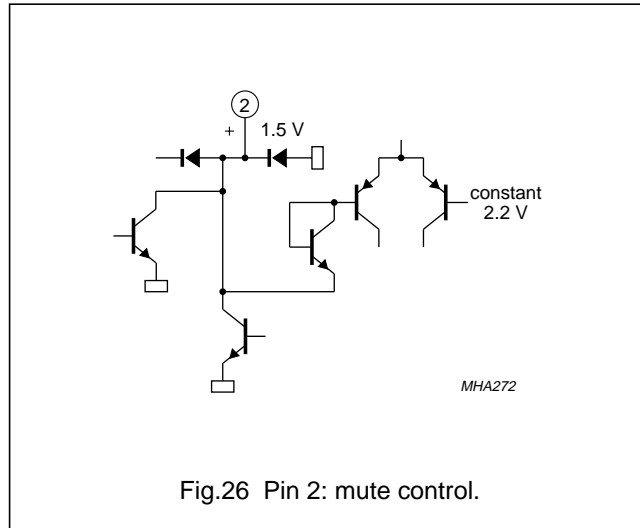 2
+ 1.5 V
constant
2.2 V
MHA272
Fig.26 Pin 2: mute control.